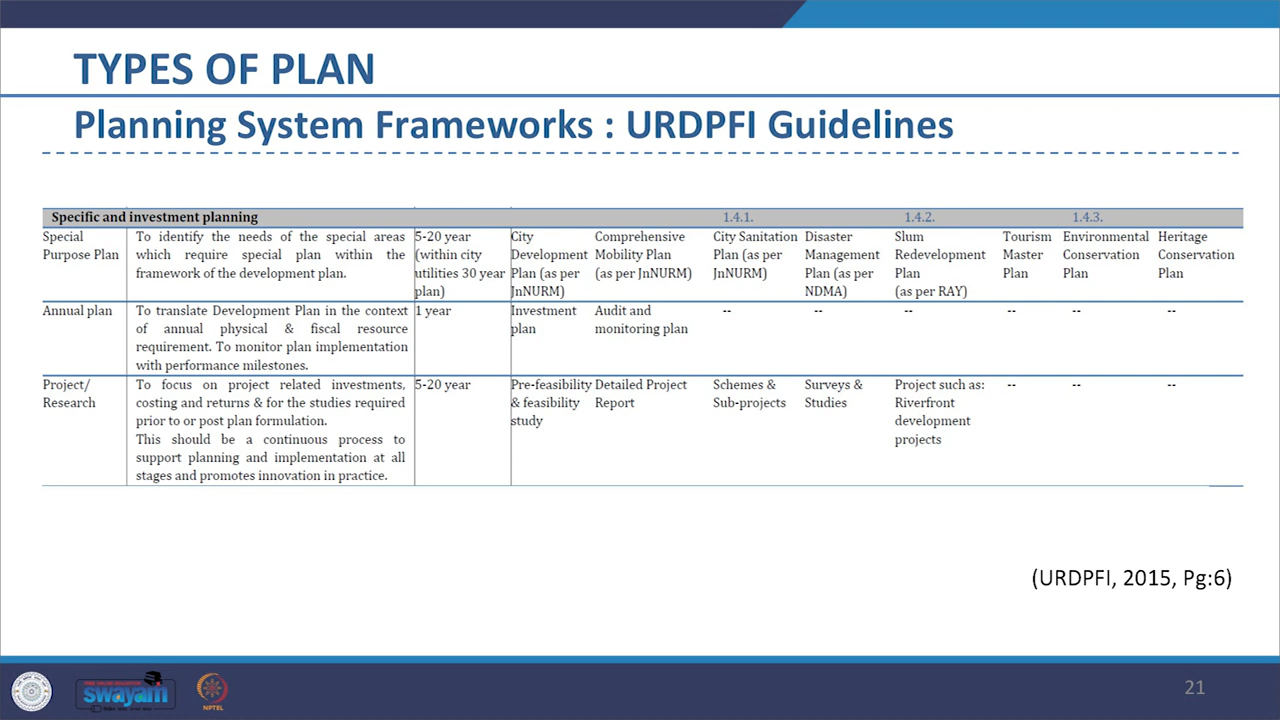 TYPES OF PLAN
Planning System Frameworks : URDPFI Guidelines
Specific and investment planning 1.4.1. 1.4.2. 1.4.3.
Special
Purpose Plan
To identify the needs of the special areas
which require special plan within the
framework of the development plan.
5-20 year
(within city
utilities 30 year
plan)
City
Development
Plan (as per
JnNURM)
Comprehensive
Mobility Plan
(as per JnNURM)
City Sanitation
Plan (as per
JnNURM)
Disaster
Management
Plan (as per
NDMA)
Slum
Redevelopment
Plan
(as per RAY)
Tourism
Master
Plan
Environmental
Conservation
Plan
Heritage
Conservation
Plan
Annual plan
To translate Development Plan in the context
of annual physical & fiscal resource
requirement. To monitor plan implementation
with performance milestones.
1 year
Investment
plan
Audit and
monitoring plan
--
--
--
--
--
--
Project/
Research
To focus on project related investments,
costing and returns & for the studies required
prior to or post plan formulation.
This should be a continuous process to
support planning and implementation at all
stages and promotes innovation in practice.
5-20 year
Pre-feasibility
& feasibility
study
Detailed Project
Report
Schemes &
Sub-projects
Surveys &
Studies
Project such as:
Riverfront
development
projects
--
--
--
(URDPFI, 2015, Pg:6)
swayam
NPTEL
21